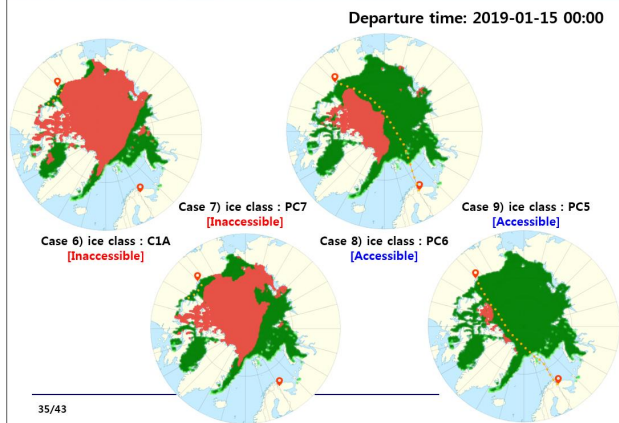 Departure time: 2019-01-15 00:00
Case 7) ice class : PC7
[Inaccessible]
Case 9) ice class : PC5
[Accessible]
Case 6) ice class : C1A
[Inaccessible]
Case 8) ice class : PC6
[Accessible]
35/43